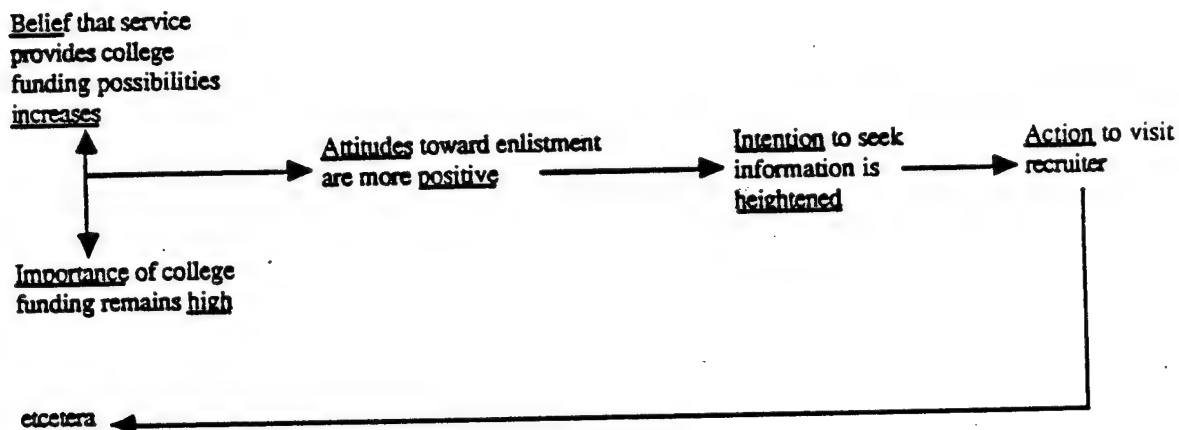 Belief that service
provides college
funding possibilities
increases
Attitudes toward enlistment
are more positive
Intention to seek
information is
heightened
Action to visit
recruiter
Importance of college
funding remains high
etcetera